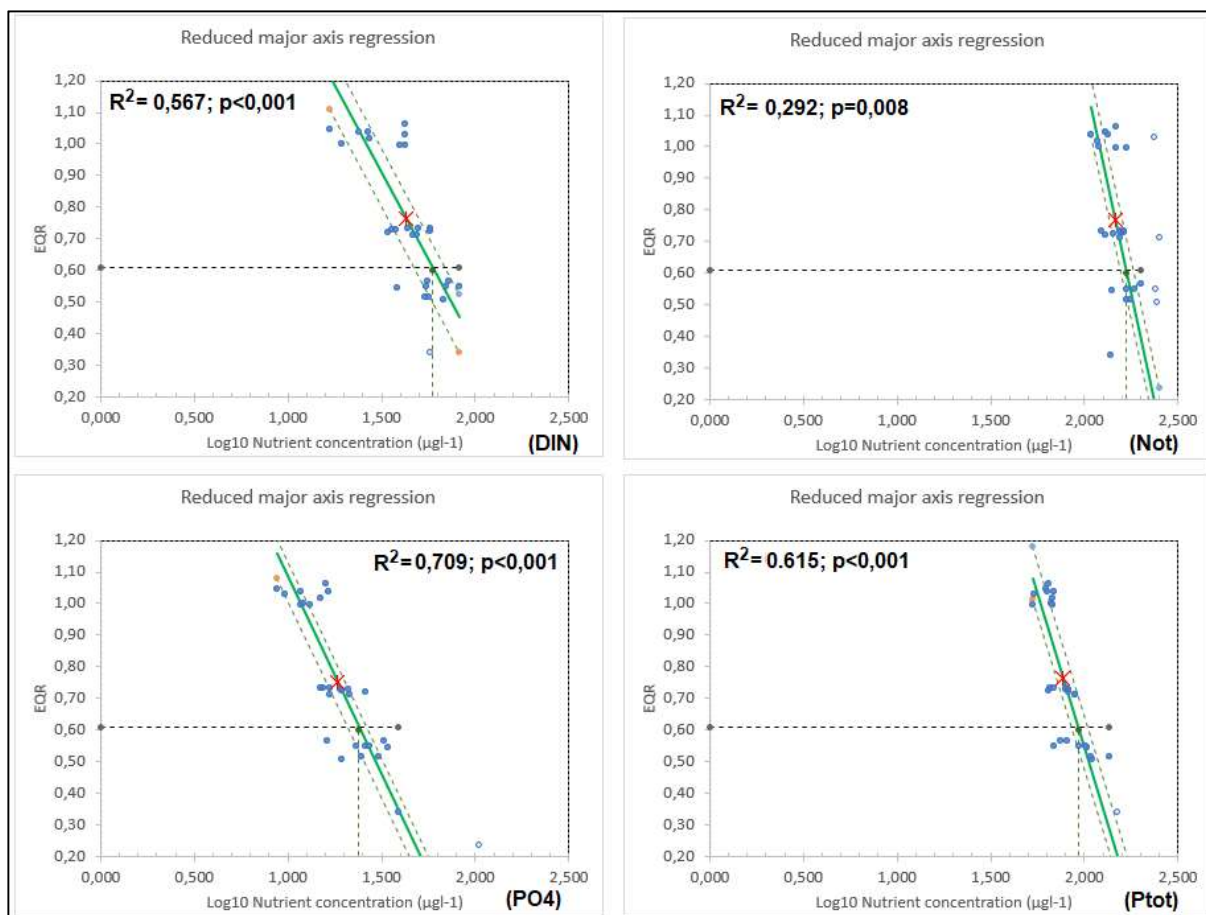 Reduced major axis regression
R²= 0,567; p<0,001
EQR
1,20
1,10
1,00
0,90
0,80
0,70
0,60
0,50
0,40
0,30
0,20
0,000 0,500 1,000 1,500 2,000 2,500
Log10 Nutrient concentration (µgl-1) (DIN)
Reduced major axis regression
R²= 0,292; p=0,008
EQR
1,20
1,10
1,00
0,90
0,80
0,70
0,60
0,50
0,40
0,30
0,20
0,000 0,500 1,000 1,500 2,000 2,500
Log10 Nutrient concentration (µgl-1) (Not)
Reduced major axis regression
R²= 0,709; p<0,001
EQR
1,20
1,10
1,00
0,90
0,80
0,70
0,60
0,50
0,40
0,30
0,20
0,000 0,500 1,000 1,500 2,000 2,500
Log10 Nutrient concentration (µgl-1) (PO4)
Reduced major axis regression
R²= 0.615; p<0,001
EQR
1,20
1,10
1,00
0,90
0,80
0,70
0,60
0,50
0,40
0,30
0,20
0,000 0,500 1,000 1,500 2,000 2,500
Log10 Nutrient concentration (µgl-1) (Ptot)